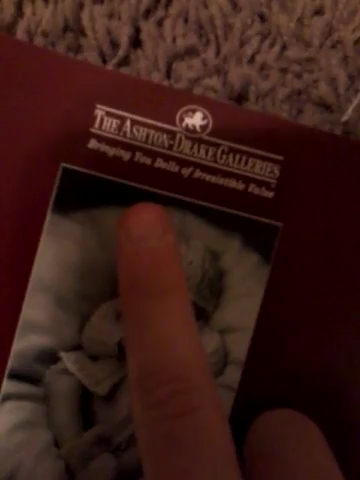 THE ASHTON-DRAKE GALLERIES
Bringing You Dolls of Irresistible Value